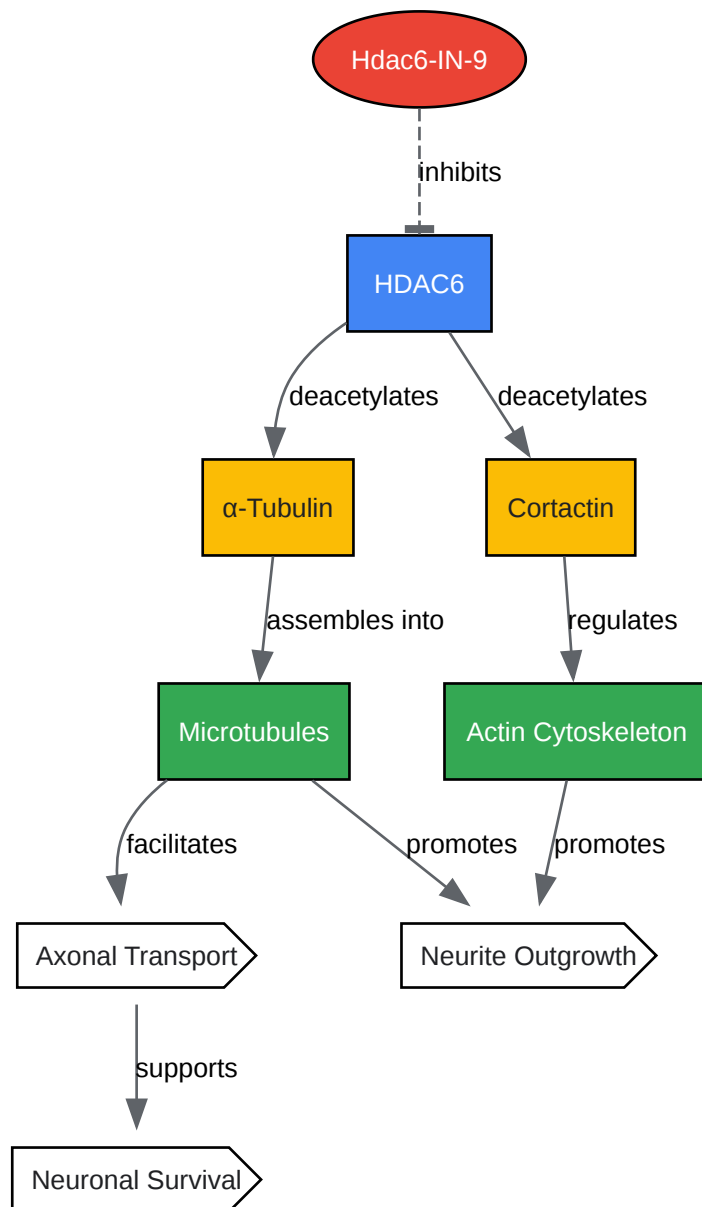 Hdac6-IN-9
inhibits
HDAC6
deacetylates
deacetylates
α-Tubulin
Cortactin
assembles into
regulates
Microtubules
Actin Cytoskeleton
facilitates
promotes
promotes
Axonal Transport
Neurite Outgrowth
supports
Neuronal Survival